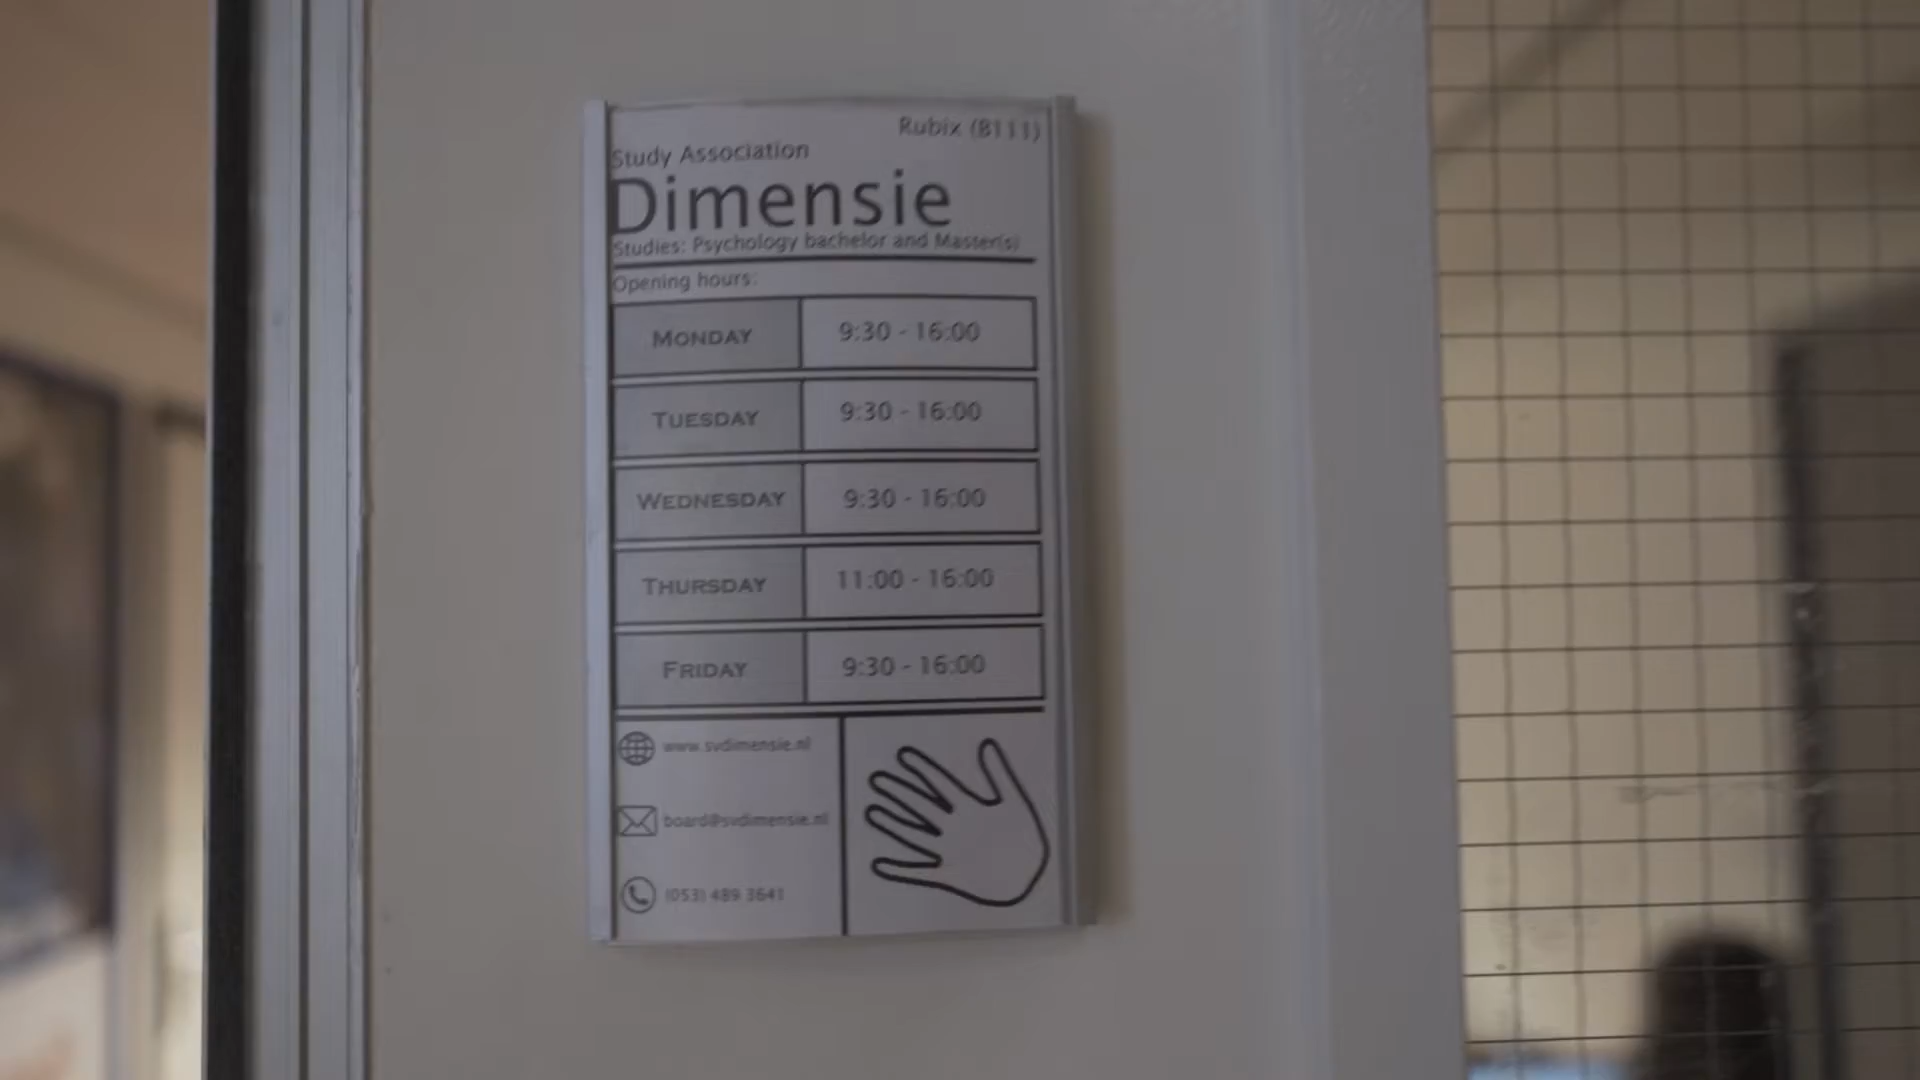 Rubix (B111)
Study Association
Dimensie
Studies: Psychology bachelor and Master(s)
Opening hours:
MONDAY 9:30 - 16:00
TUESDAY 9:30 - 16:00
WEDNESDAY 9:30 - 16:00
THURSDAY 11:00 - 16:00
FRIDAY 9:30 - 16:00
www.svdimensie.nl
board@svdimensie.nl
(053) 489 3641